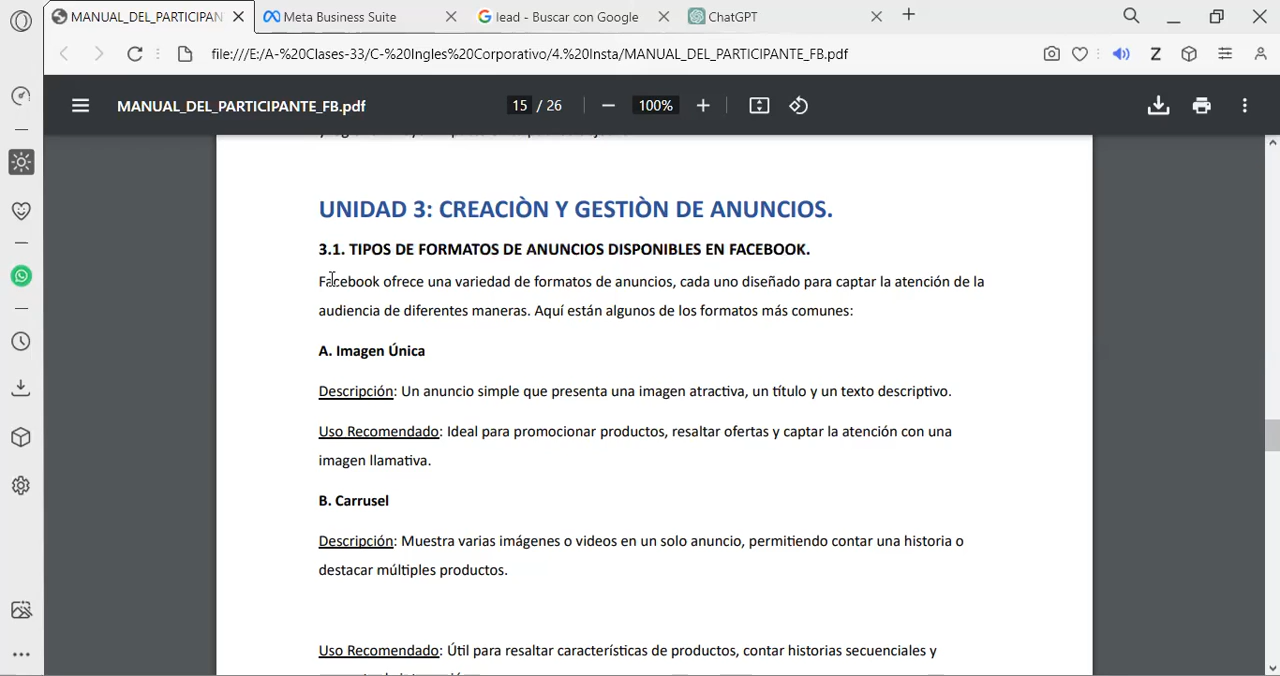 MANUAL_DEL_PARTICIPAN
Meta Business Suite
lead - Buscar con Google
ChatGPT
file:///E:/A-%20Clases-33/C-%20Ingles%20Corporativo/4.%20Insta/MANUAL_DEL_PARTICIPANTE_FB.pdf
Z
MANUAL_DEL_PARTICIPANTE_FB.pdf
15 / 26
100%
UNIDAD 3: CREACIÒN Y GESTIÒN DE ANUNCIOS.
3.1. TIPOS DE FORMATOS DE ANUNCIOS DISPONIBLES EN FACEBOOK.
Facebook ofrece una variedad de formatos de anuncios, cada uno diseñado para captar la atención de la
audiencia de diferentes maneras. Aquí están algunos de los formatos más comunes:
A. Imagen Única
Descripción: Un anuncio simple que presenta una imagen atractiva, un título y un texto descriptivo.
Uso Recomendado: Ideal para promocionar productos, resaltar ofertas y captar la atención con una
imagen llamativa.
B. Carrusel
Descripción: Muestra varias imágenes o videos en un solo anuncio, permitiendo contar una historia o
destacar múltiples productos.
Uso Recomendado: Útil para resaltar características de productos, contar historias secuenciales y